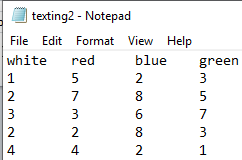 texting2 - Notepad
File Edit Format View Help
white red blue green
1 5 2 3
2 7 8 5
3 3 6 7
2 2 8 3
4 4 2 1